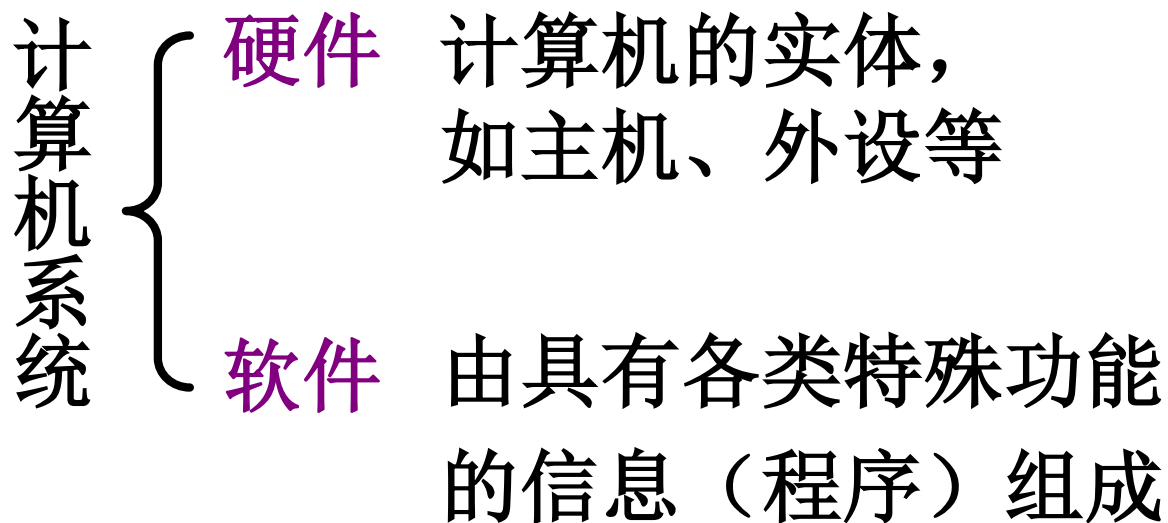 计算机系统
硬件 计算机的实体，
如主机、外设等
软件 由具有各类特殊功能
的信息（程序）组成